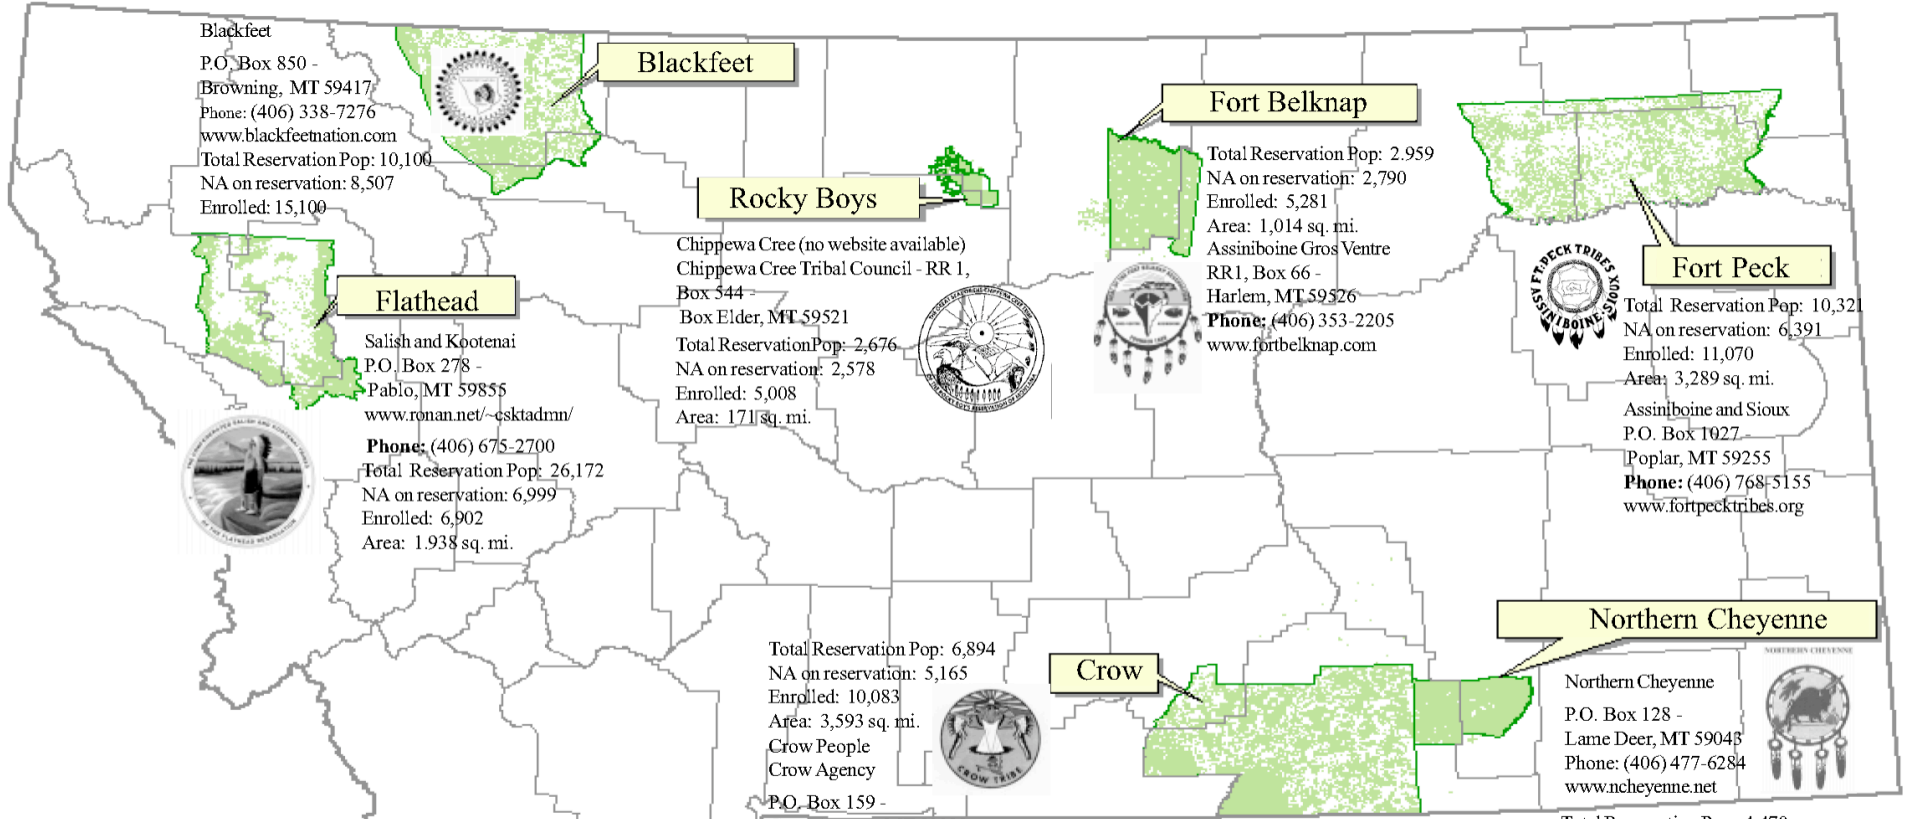 Blackfeet
P.O. Box 850 -
Browning, MT 59417
Phone: (406) 338-7276
www.blackfeetnation.com
Total Reservation Pop: 10,100
NA on reservation: 8,507
Enrolled: 15,100
Blackfeet
Fort Belknap
Total Reservation Pop: 2.959
NA on reservation: 2,790
Enrolled: 5,281
Area: 1,014 sq. mi.
Assiniboine Gros Ventre
RR1, Box 66 -
Harlem, MT 59526
Phone: (406) 353-2205
www.fortbelknap.com
Rocky Boys
Chippewa Cree (no website available)
Chippewa Cree Tribal Council - RR 1,
Box 544 -
Box Elder, MT 59521
Total ReservationPop: 2,676
NA on reservation: 2,578
Enrolled: 5,008
Area: 171 sq. mi.
Flathead
Salish and Kootenai
P.O. Box 278 -
Pablo, MT 59855
www.ronan.net/~csktadmn/
Phone: (406) 675-2700
Total Reservation Pop: 26,172
NA on reservation: 6,999
Enrolled: 6,902
Area: 1.938 sq. mi.
FT. PECK TRIBES
ASSINIBOINE SIOUX
Fort Peck
Total Reservation Pop: 10,321
NA on reservation: 6,391
Enrolled: 11,070
Area: 3,289 sq. mi.
Assiniboine and Sioux
P.O. Box 1027 -
Poplar, MT 59255
Phone: (406) 768-5155
www.fortpecktribes.org
Total Reservation Pop: 6,894
NA on reservation: 5,165
Enrolled: 10,083
Area: 3,593 sq. mi.
Crow People
Crow Agency
P.O. Box 159 -
CROW TRIBE
Crow
Northern Cheyenne
NORTHERN CHEYENNE
Northern Cheyenne
P.O. Box 128 -
Lame Deer, MT 59043
Phone: (406) 477-6284
www.ncheyenne.net